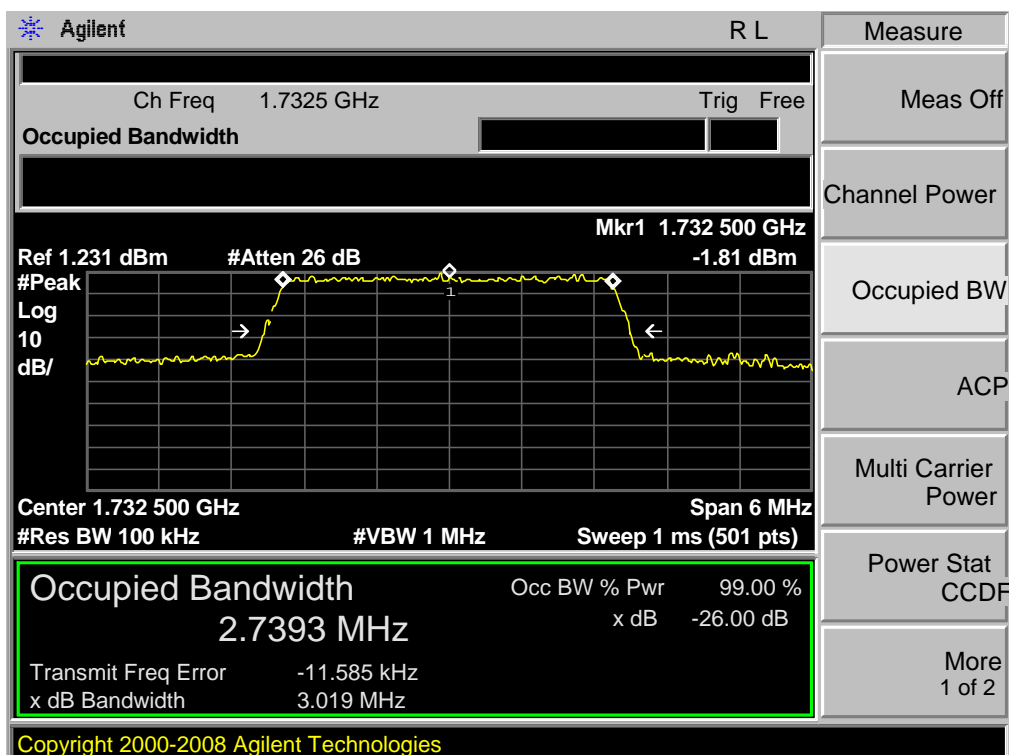 Agilent R L
Ch Freq 1.7325 GHz Trig Free
Occupied Bandwidth
Mkr1 1.732 500 GHz
Ref 1.231 dBm #Atten 26 dB -1.81 dBm
#Peak
Log
10
dB/
1
Center 1.732 500 GHz Span 6 MHz
#Res BW 100 kHz #VBW 1 MHz Sweep 1 ms (501 pts)
Occupied Bandwidth Occ BW % Pwr 99.00 %
2.7393 MHz x dB -26.00 dB
Transmit Freq Error -11.585 kHz
x dB Bandwidth 3.019 MHz
Copyright 2000-2008 Agilent Technologies
Measure
Meas Off
Channel Power
Occupied BW
ACP
Multi Carrier
Power
Power Stat
CCDF
More
1 of 2